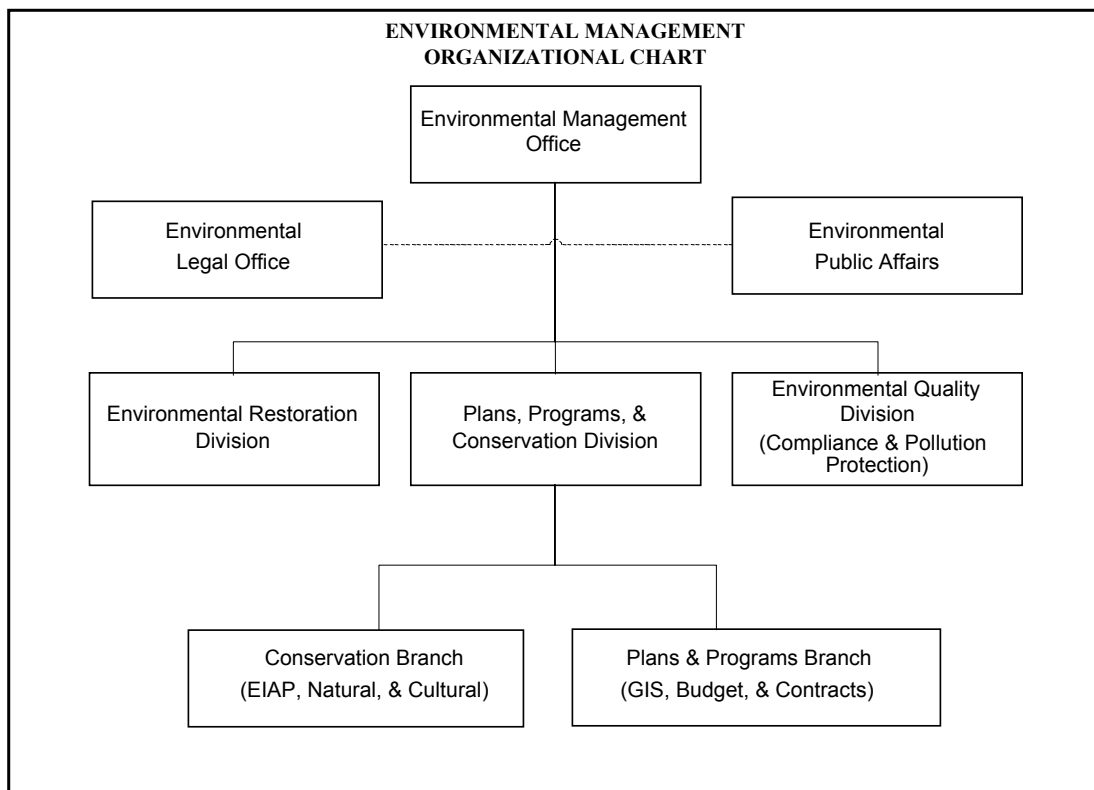 ENVIRONMENTAL MANAGEMENT
ORGANIZATIONAL CHART
Environmental Management
Office
Environmental
Legal Office
Environmental
Public Affairs
Environmental Restoration
Division
Plans, Programs, &
Conservation Division
Environmental Quality
Division
(Compliance & Pollution
Protection)
Conservation Branch
(EIAP, Natural, & Cultural)
Plans & Programs Branch
(GIS, Budget, & Contracts)